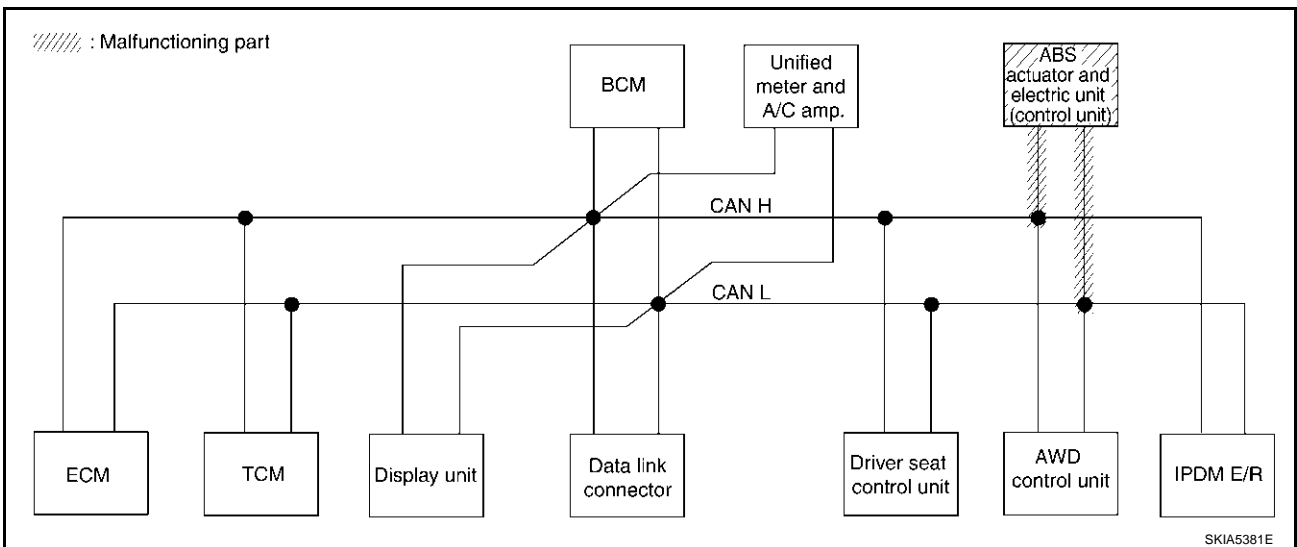 : Malfunctioning part
BCM
Unified
meter and
A/C amp.
ABS
actuator and
electric unit
(control unit)
CAN H
CAN L
ECM
TCM
Display unit
Data link
connector
Driver seat
control unit
AWD
control unit
IPDM E/R
SKIA5381E